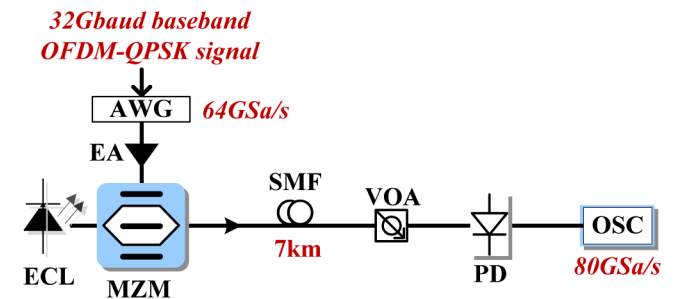 32Gbaud baseband
OFDM-QPSK signal
AWG
64GSa/s
EA
SMF
VOA
7km
OSC
ECL
MZM
PD
80GSa/s